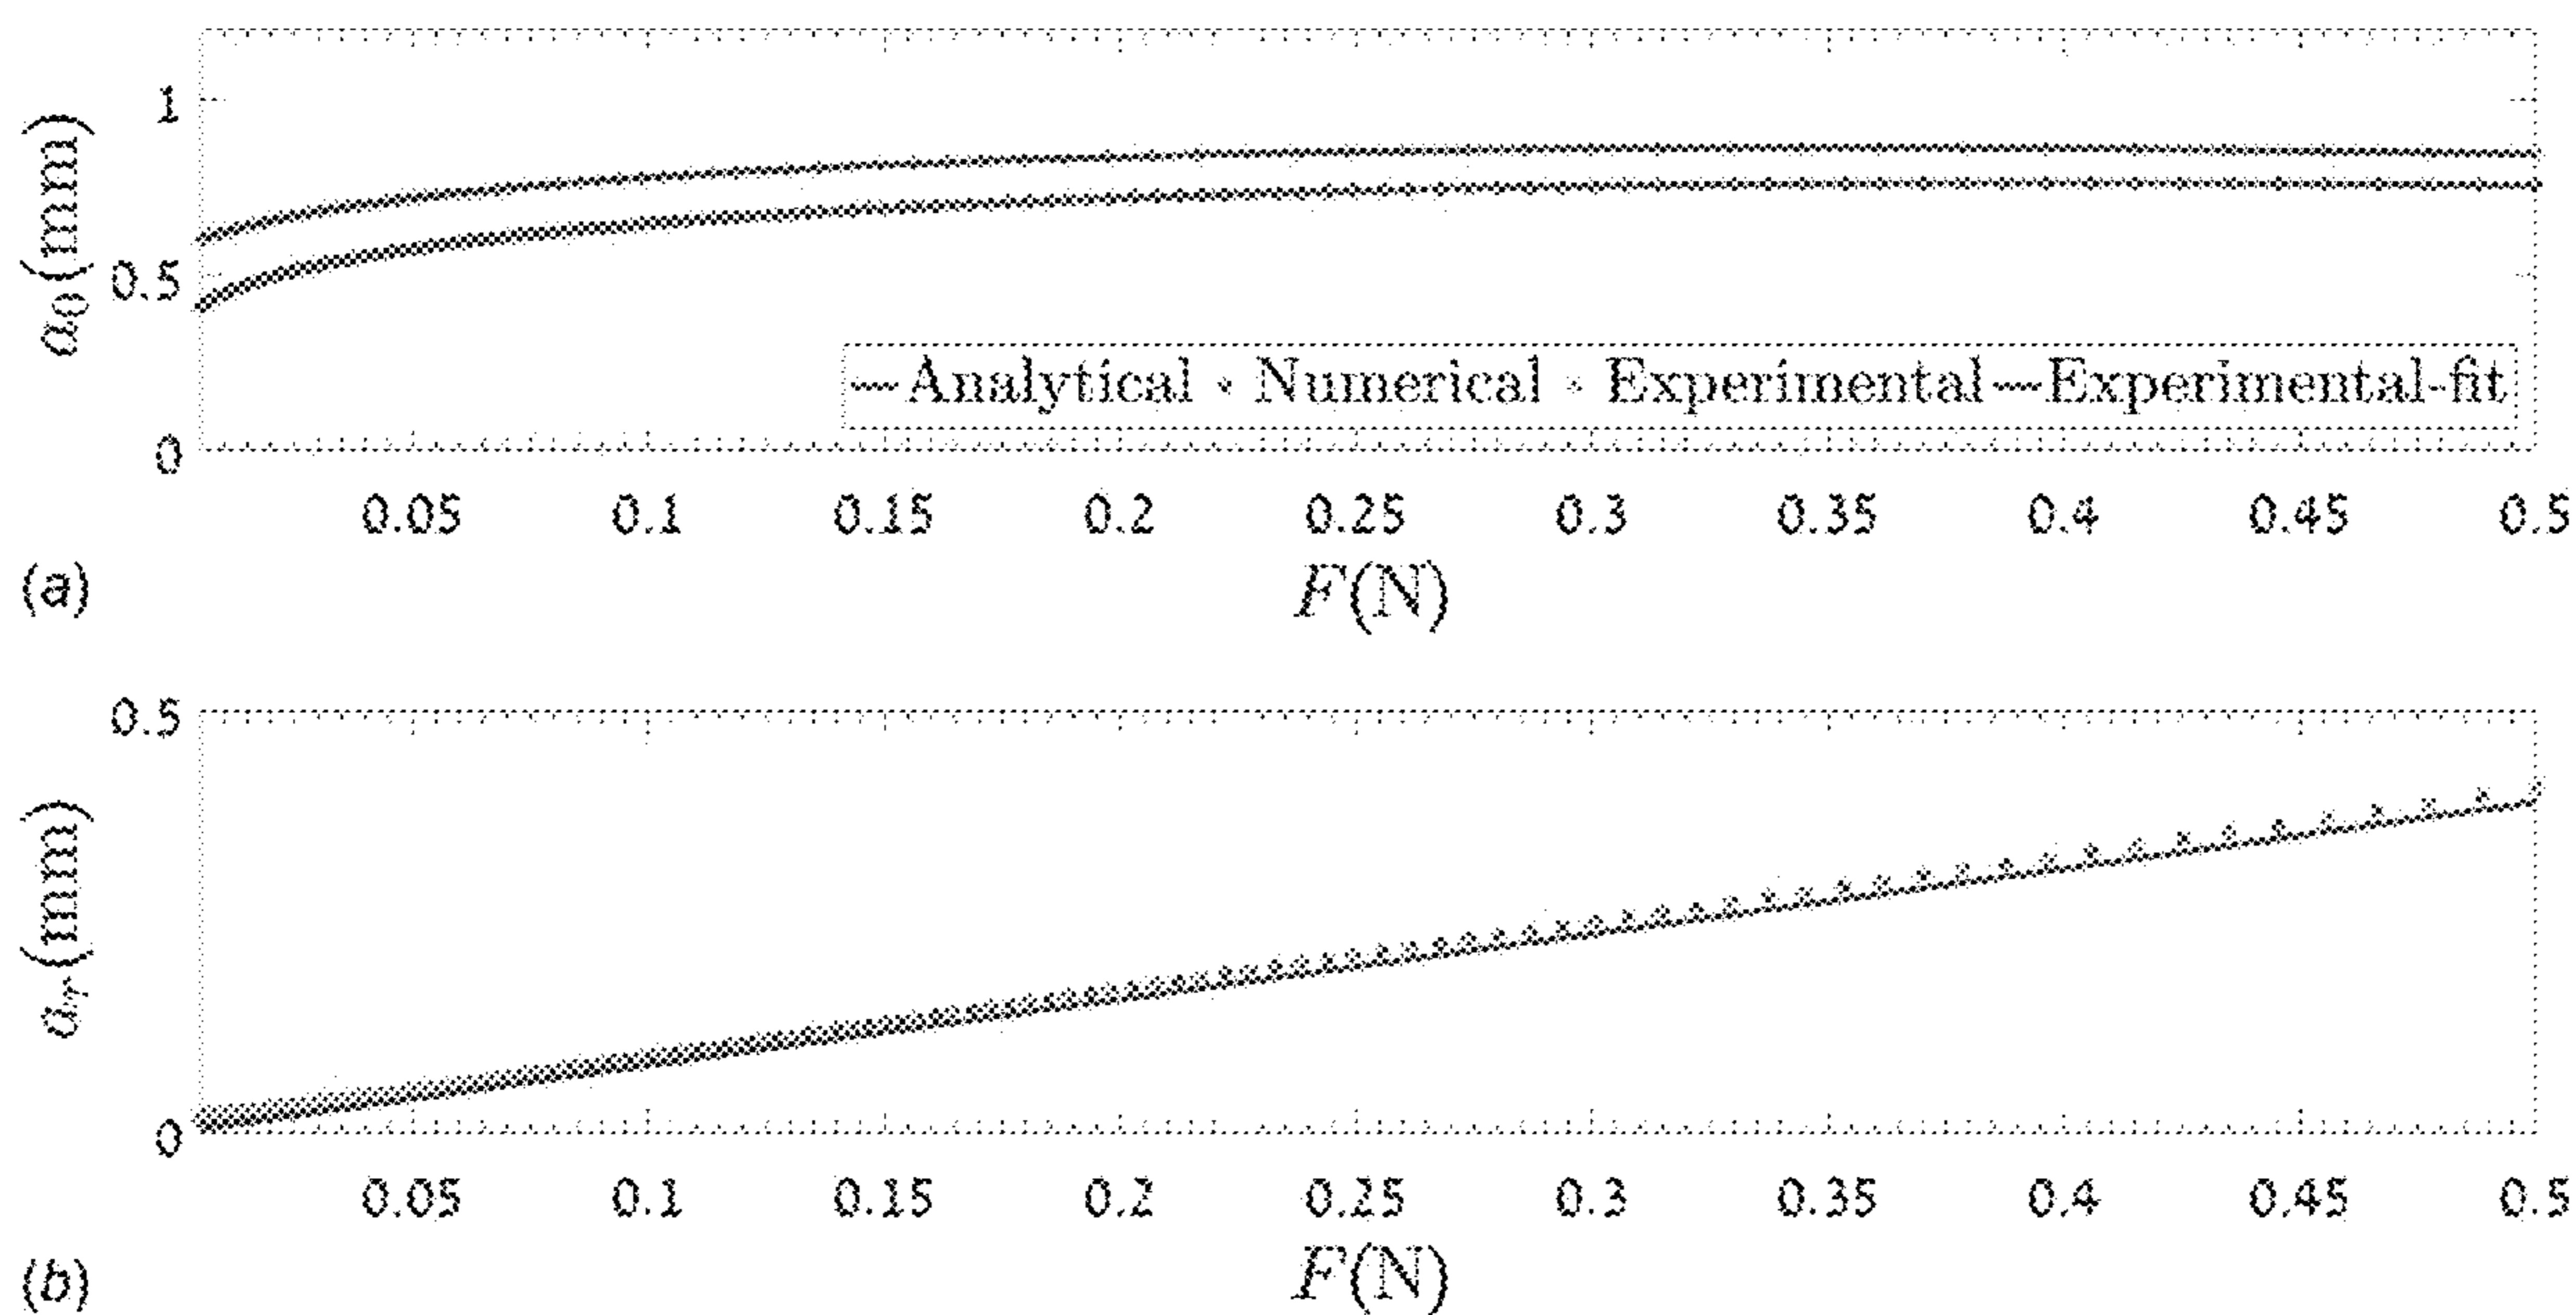 1
0.5
0
a₀(mm)
Analytical Numerical Experimental Experimental-fit
0.05 0.1 0.15 0.2 0.25 0.3 0.35 0.4 0.45 0.5
F(N)
(a)
0.5
0
aᵣ(mm)
0.05 0.1 0.15 0.2 0.25 0.3 0.35 0.4 0.45 0.5
F(N)
(b)